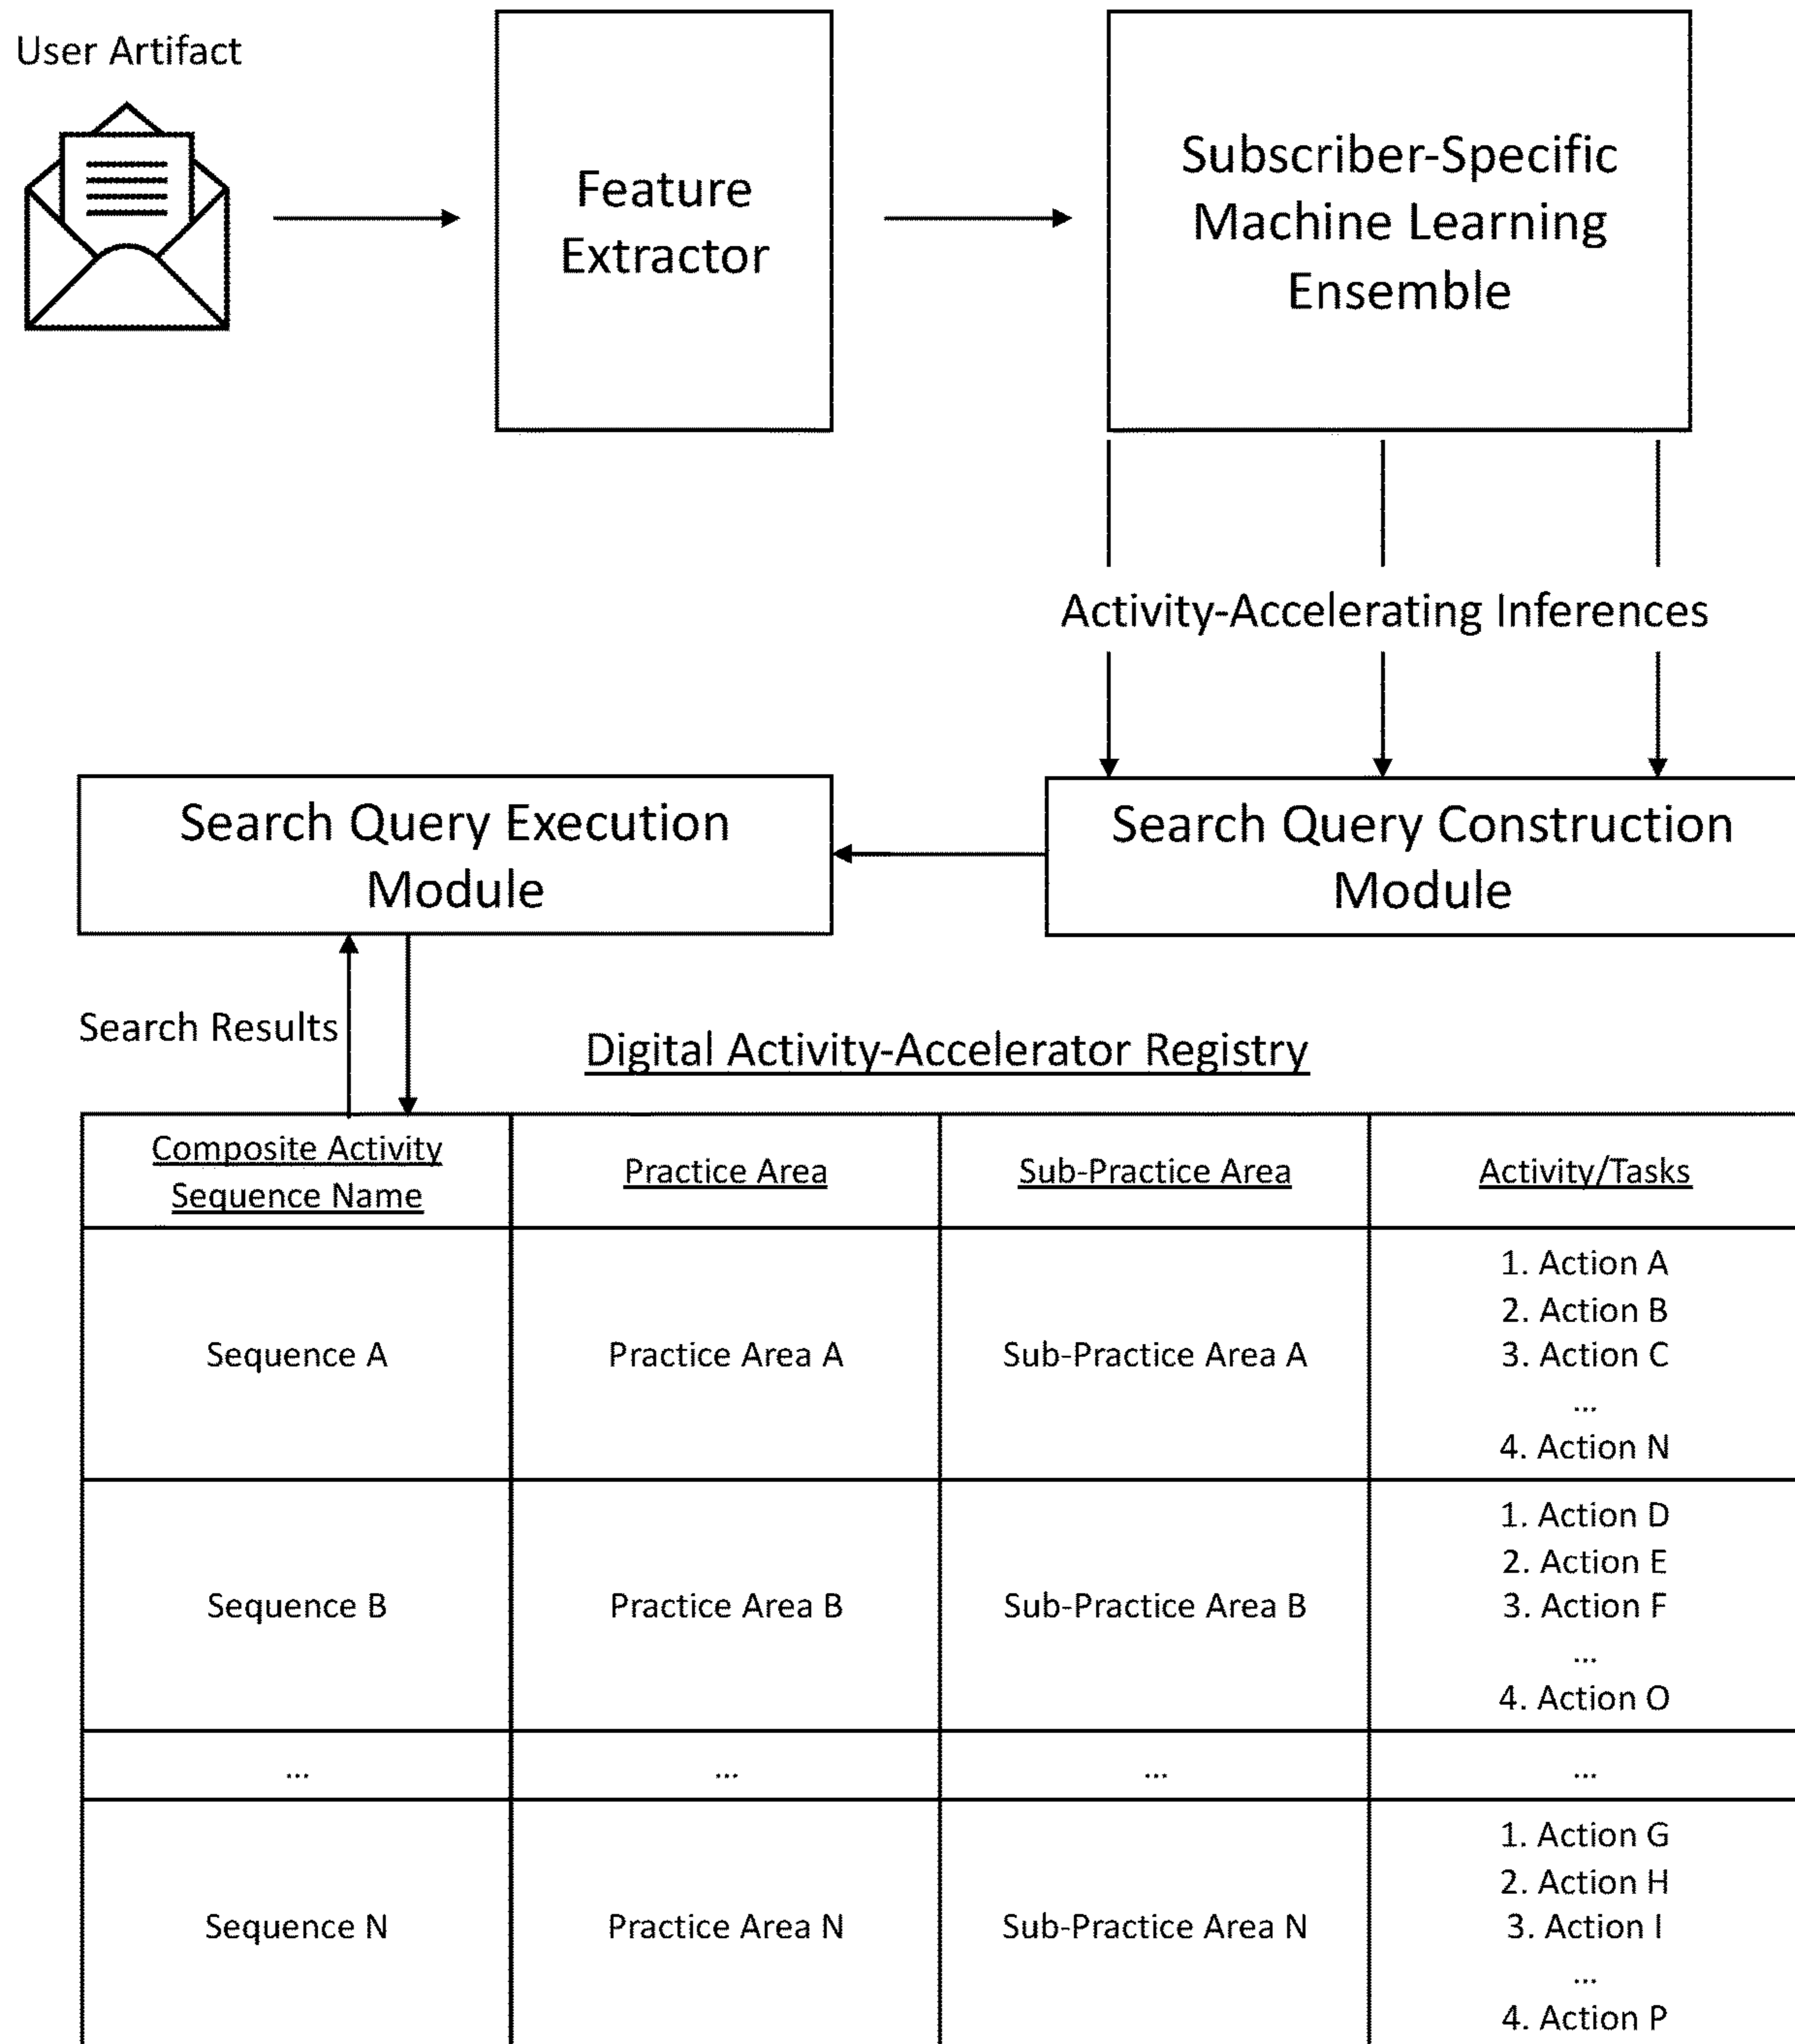 User Artifact
Feature
Extractor
Subscriber-Specific
Machine Learning
Ensemble
Activity-Accelerating Inferences
Search Query Execution
Module
Search Query Construction
Module
Search Results
Digital Activity-Accelerator Registry
Composite Activity
Sequence Name
Practice Area
Sub-Practice Area
Activity/Tasks
Sequence A
Practice Area A
Sub-Practice Area A
1. Action A
2. Action B
3. Action C
...
4. Action N
Sequence B
Practice Area B
Sub-Practice Area B
1. Action D
2. Action E
3. Action F
...
4. Action O
...
...
...
...
Sequence N
Practice Area N
Sub-Practice Area N
1. Action G
2. Action H
3. Action I
...
4. Action P